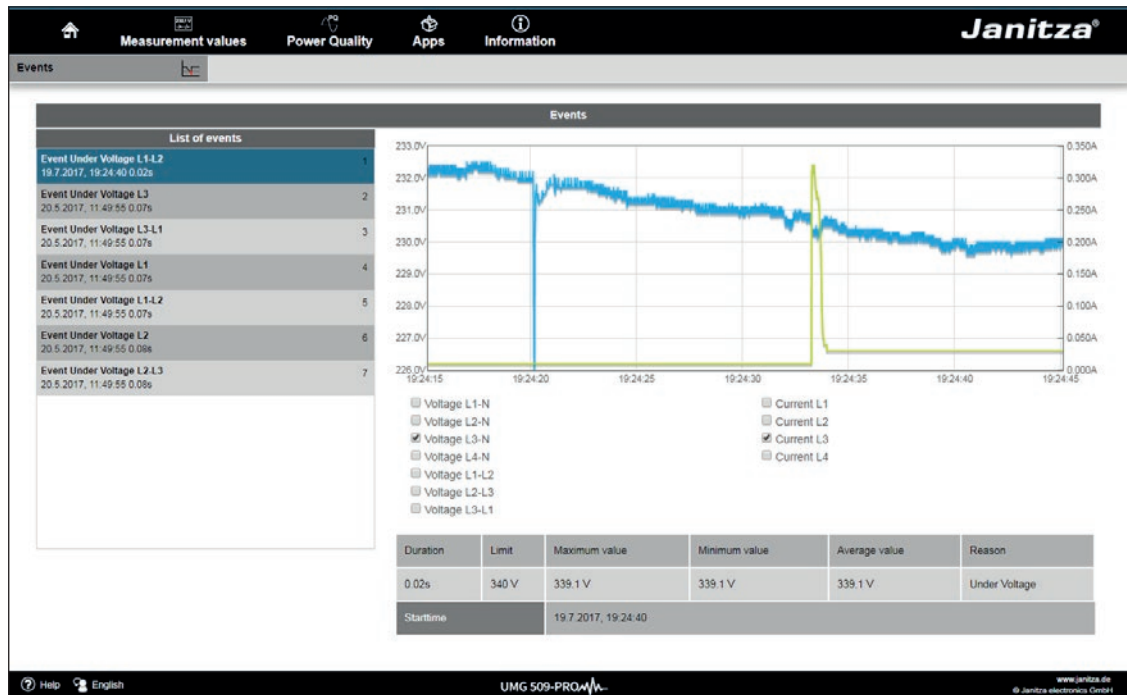 Measurement values
Power Quality
PQ
Apps
Information
Janitza®
Events
Events
List of events
Event Under Voltage L1-L2
19.7.2017, 19:24:40 0.02s
1
Event Under Voltage L3
20.5.2017, 11:49:55 0.07s
2
Event Under Voltage L3-L1
20.5.2017, 11:49:55 0.07s
3
Event Under Voltage L1
20.5.2017, 11:49:55 0.07s
4
Event Under Voltage L1-L2
20.5.2017, 11:49:55 0.07s
5
Event Under Voltage L2
20.5.2017, 11:49:55 0.08s
6
Event Under Voltage L2-L3
20.5.2017, 11:49:55 0.08s
7
233.0V
232.0V
231.0V
230.0V
229.0V
228.0V
227.0V
226.0V
0.350A
0.300A
0.250A
0.200A
0.150A
0.100A
0.050A
0.000A
19:24:15 19:24:20 19:24:25 19:24:30 19:24:35 19:24:40 19:24:45
Voltage L1-N
Voltage L2-N
Voltage L3-N
Voltage L4-N
Voltage L1-L2
Voltage L2-L3
Voltage L3-L1
Current L1
Current L2
Current L3
Current L4
Duration Limit Maximum value Minimum value Average value Reason
0.02s 340 V 339.1 V 339.1 V 339.1 V Under Voltage
Starttime 19.7.2017, 19:24:40
? Help English
UMG 509-PRO
www.janitza.de
© Janitza electronics GmbH